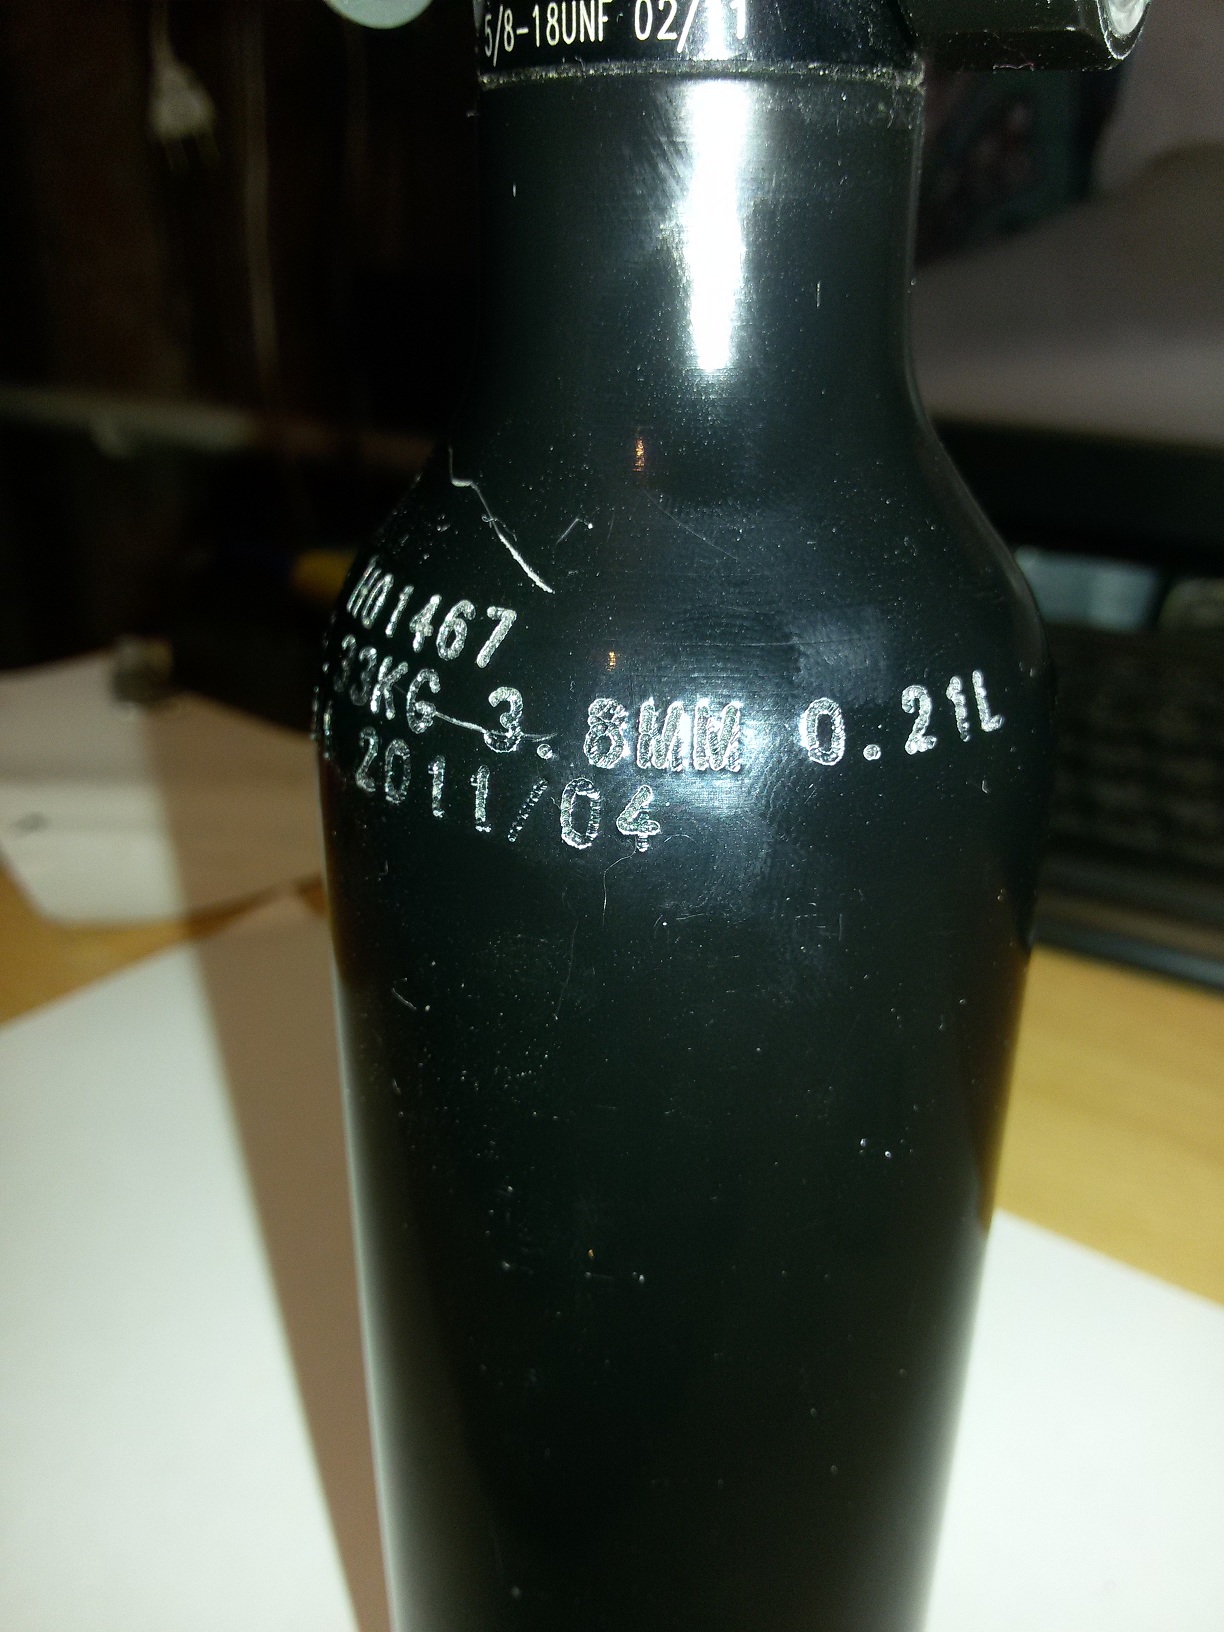 5/8-18UNF 02/11
H01467
.33KG 3.8MM 0.21L
2011/04